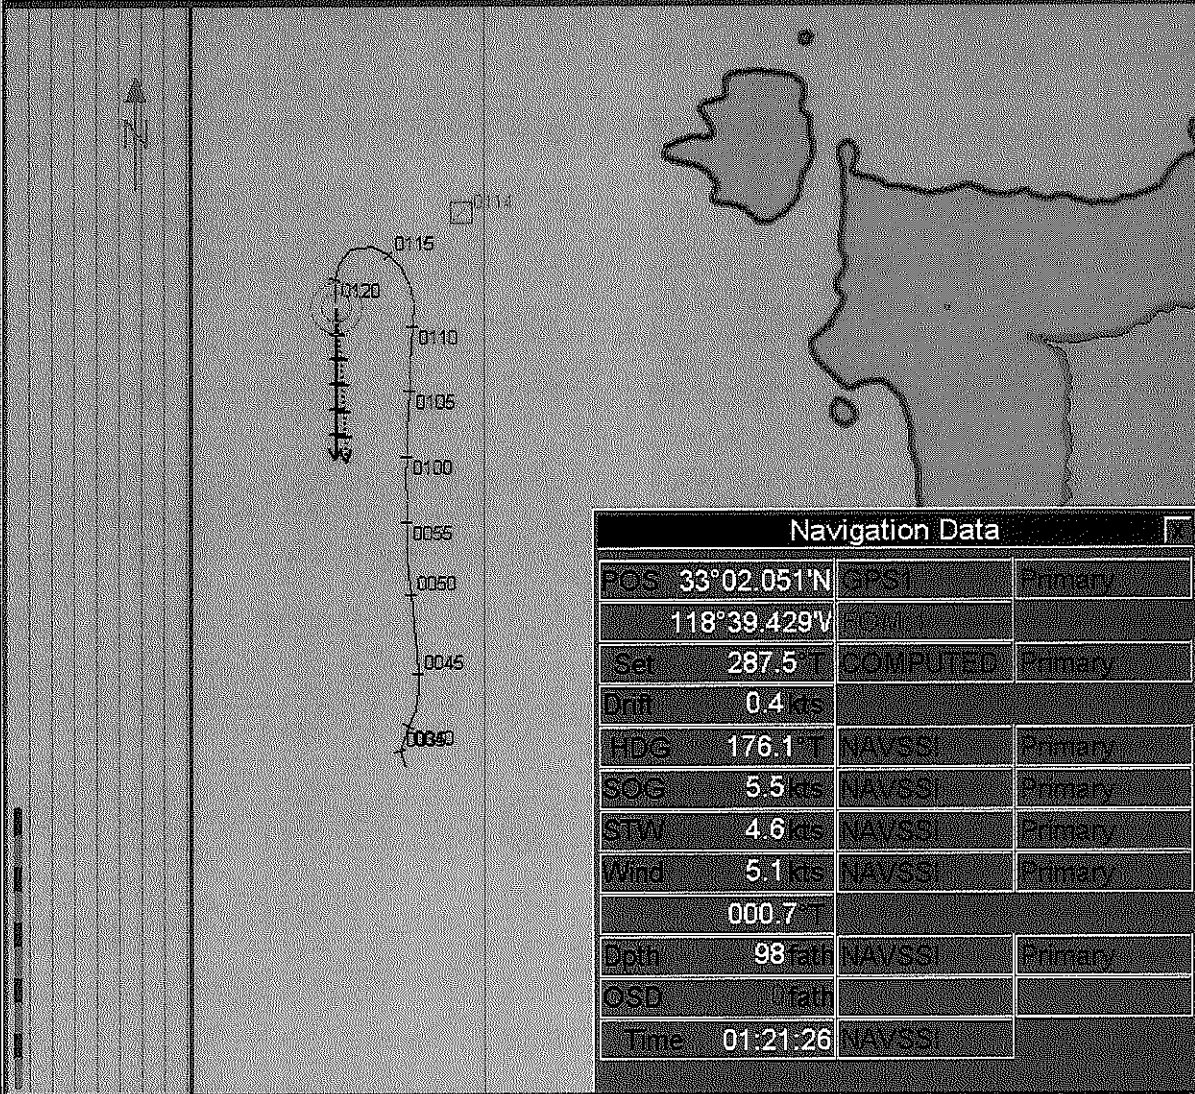 N
0114
0115
0120
0110
0105
0100
0055
0050
0045
Navigation Data X
POS 33°02.051'N GPS1 Primary
118°39.429'W
Set 287.5°T COMPUTED Primary
Drift 0.4 kts
HDG 176.1°T NAVSSI Primary
SOG 5.5 kts NAVSSI Primary
STW 4.6 kts NAVSSI Primary
Wind 5.1 kts NAVSSI Primary
000.7°T
Dpth 98 fath NAVSSI Primary
OSD 0 fath
Time 01:21:26 NAVSSI